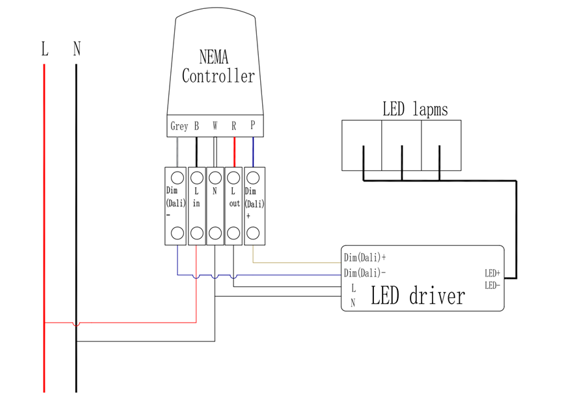 L N
NEMA
Controller
Grey B W R P
Dim
(Dali)
-
L
in
N
L
out
Dim
(Dali)
+
LED lapms
Dim(Dali)+
Dim(Dali)-
L
N
LED driver
LED+
LED-